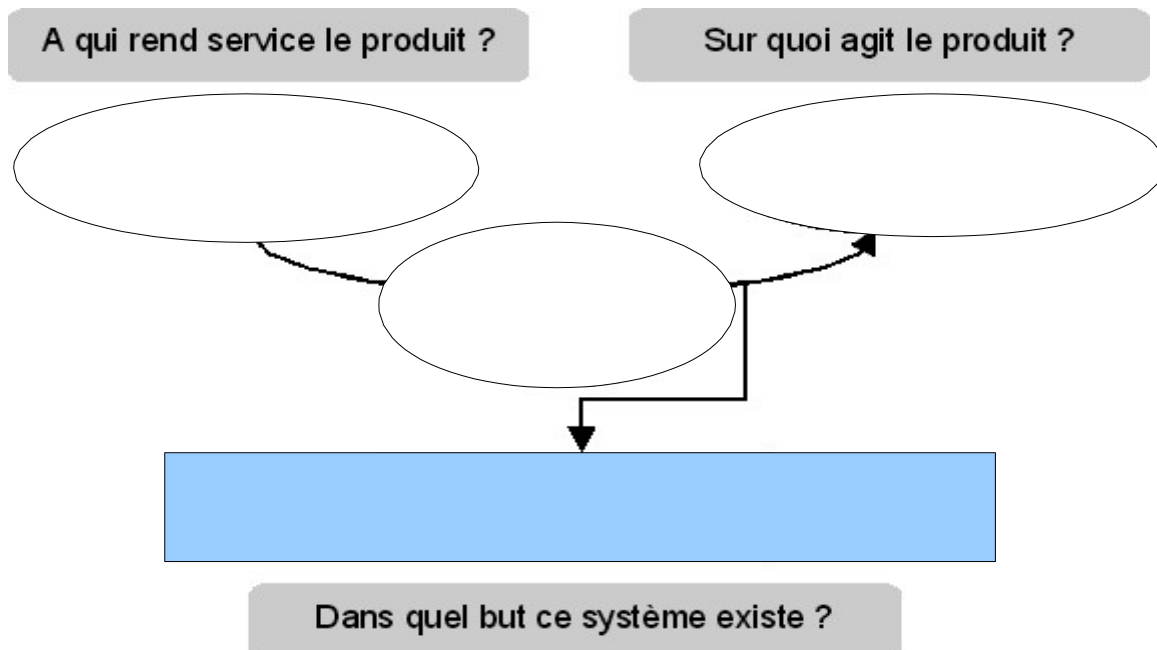 A qui rend service le produit ?
Sur quoi agit le produit ?
Dans quel but ce système existe ?